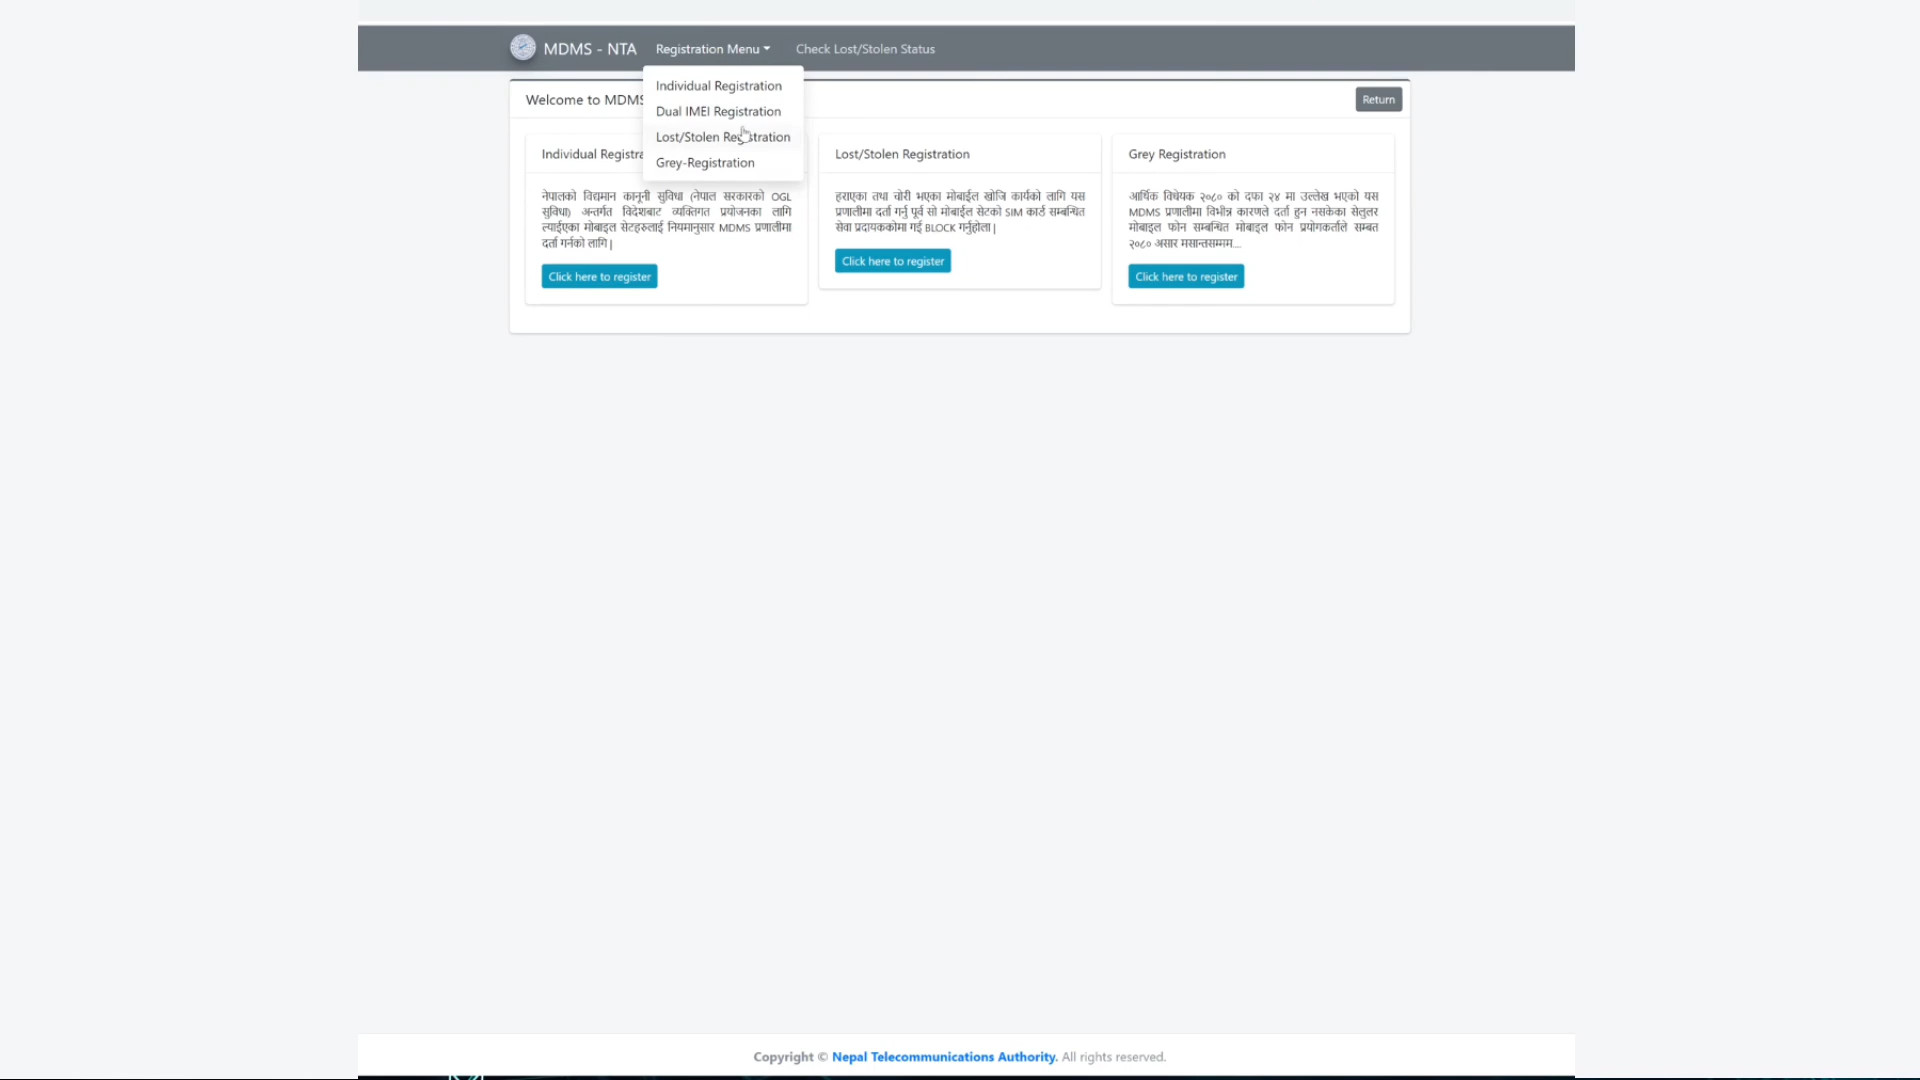 MDMS - NTA Registration Menu Check Lost/Stolen Status
Individual Registration
Dual IMEI Registration
Lost/Stolen Registration
Grey-Registration
Welcome to MDMS
Return
Individual Registra
नेपालको विद्यमान कानूनी सुविधा (नेपाल सरकारको OGL
सुविधा) अन्तर्गत विदेशबाट व्यक्तिगत प्रयोजनका लागि
ल्याईएका मोबाइल सेटहरुलाई नियमानुसार MDMS प्रणालीमा
दर्ता गर्नको लागि |
Click here to register
Lost/Stolen Registration
हराएका तथा चोरी भएका मोबाईल खोजि कार्यको लागि यस
प्रणालीमा दर्ता गर्नु पूर्व सो मोबाईल सेटको SIM कार्ड सम्बन्धित
सेवा प्रदायककोमा गई BLOCK गर्नुहोला |
Click here to register
Grey Registration
आर्थिक विधेयक २०८० को दफा २४ मा उल्लेख भएको यस
MDMS प्रणालीमा विभीन्न कारणले दर्ता हुन नसकेका सेलुलर
मोबाइल फोन सम्बन्धित मोबाइल फोन प्रयोगकर्ताले सम्बत
२०८० असार मसान्तसम्मम....
Click here to register
Copyright © Nepal Telecommunications Authority. All rights reserved.